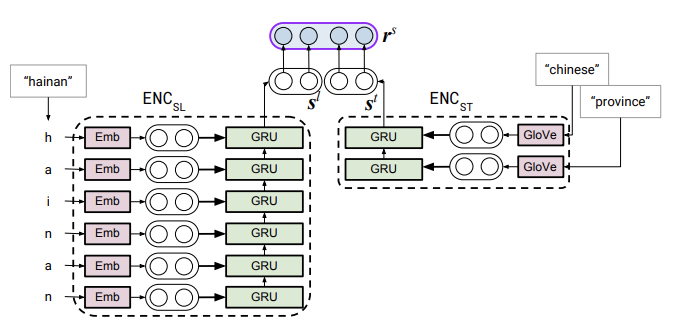 r^s
"hainan"
ENC_SL
s^l
s^t
ENC_ST
"chinese"
"province"
h Emb GRU
a Emb GRU
i Emb GRU
n Emb GRU
a Emb GRU
n Emb GRU
GRU GloVe
GRU GloVe